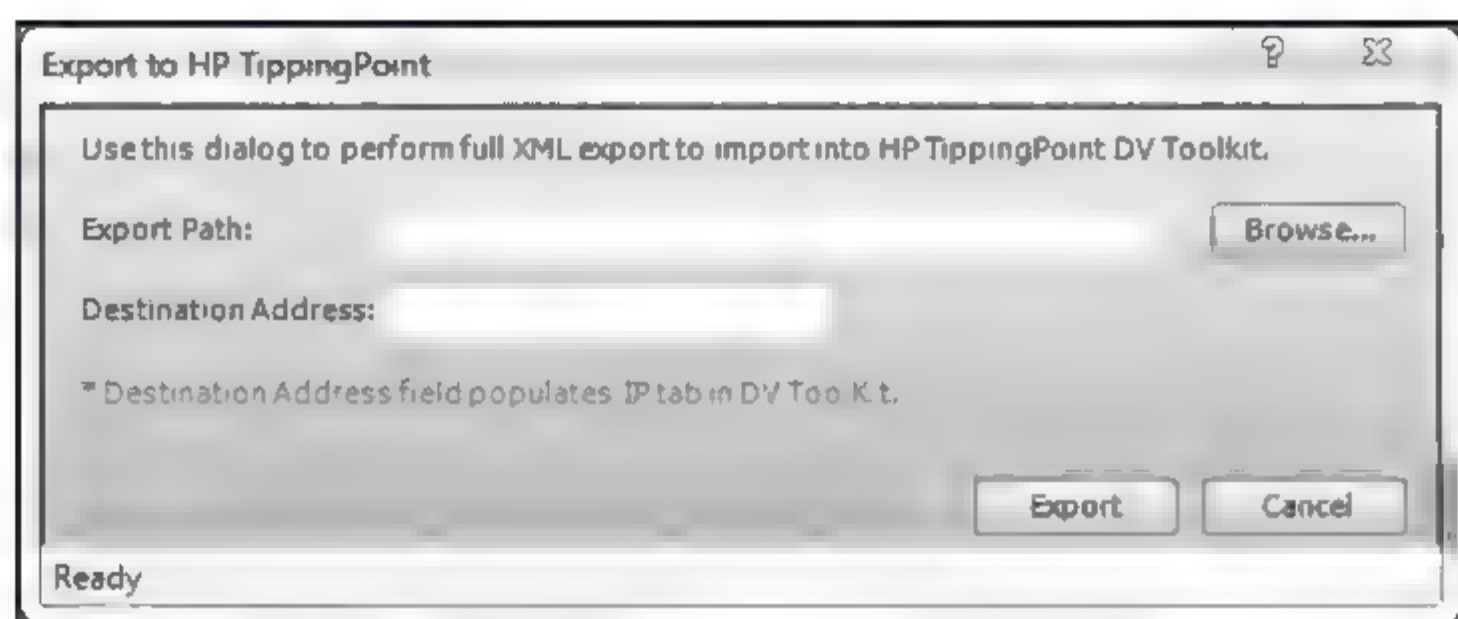 Export to HP TippingPoint
Use this dialog to perform full XML export to import into HP TippingPoint DV Toolkit.
Export Path:
Browse...
Destination Address:
* Destination Address field populates IP tab in DV ToolKit.
Export
Cancel
Ready